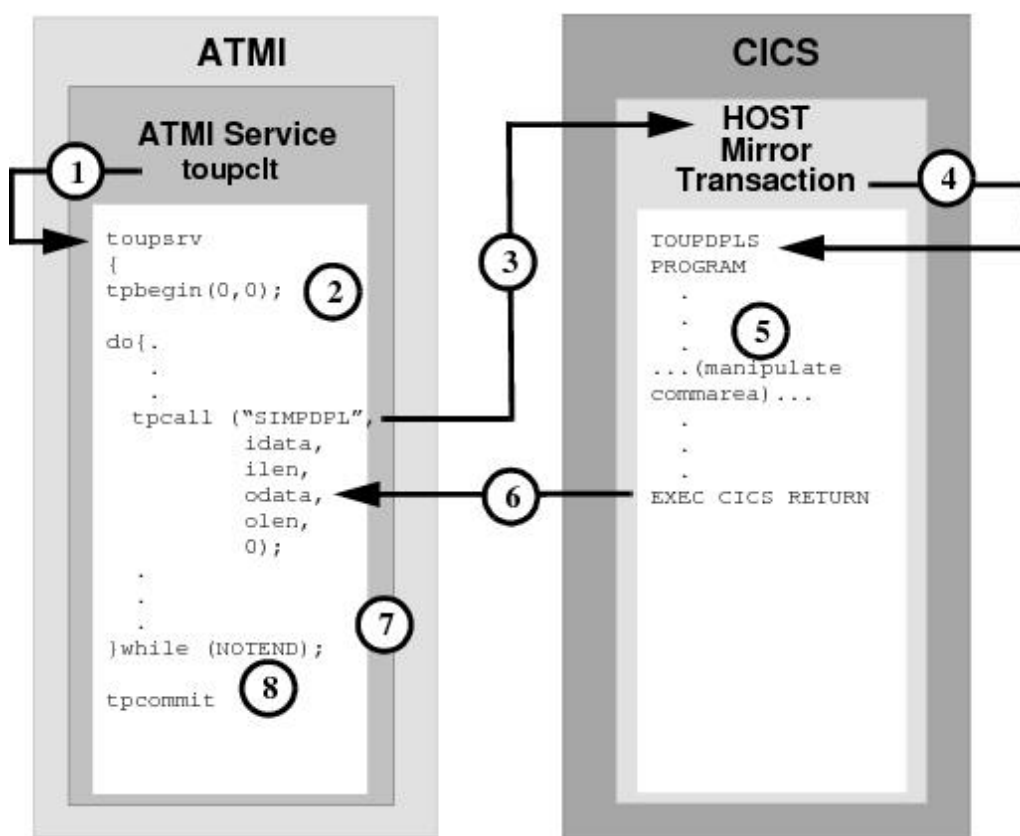 ATMI
ATMI Service
toupclt
1
toupsrv
{
tpbegin(0,0);
2
do{.
.
.
tpcall (“SIMPDPL”,
idata,
ilen,
odata,
olen,
0);
.
.
.
}while (NOTEND);
7
tpcommit
8
3
6
CICS
HOST
Mirror
Transaction
4
TOUPDPLS
PROGRAM
.
.
.
5
...(manipulate
commarea)...
.
.
.
EXEC CICS RETURN